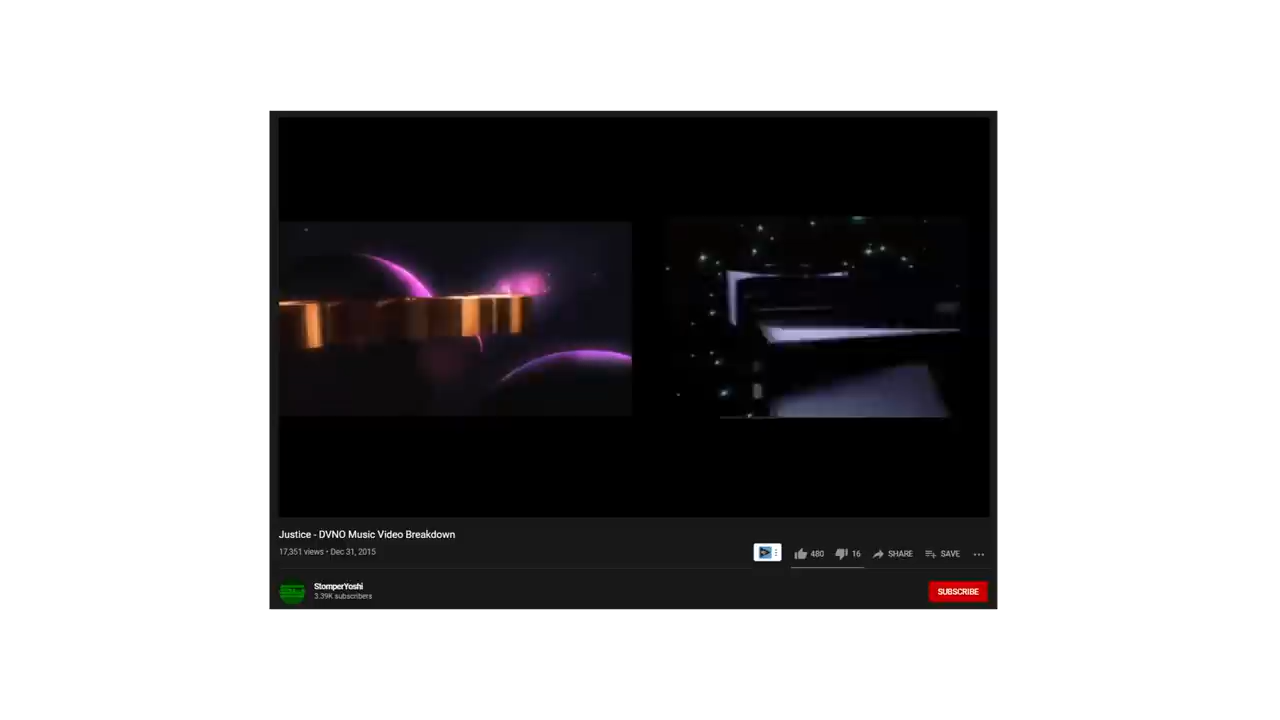 Justice - DVNO Music Video Breakdown
17,351 views • Dec 31, 2015
480 16 SHARE SAVE
StomperYoshi
3.39K subscribers
SUBSCRIBE